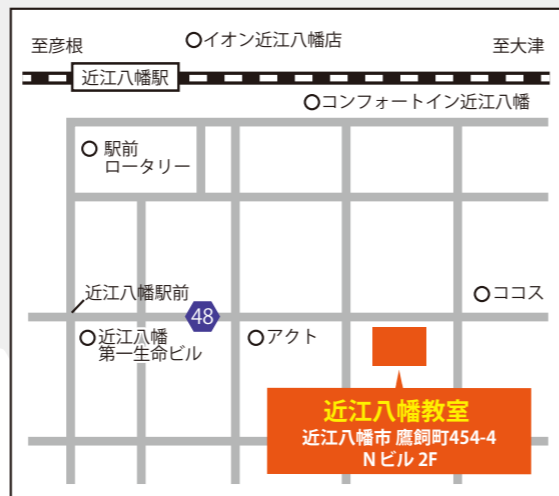 至彦根
イオン近江八幡店
至大津
近江八幡駅
コンフォートイン近江八幡
駅前
ロータリー
近江八幡駅前
48
ココス
近江八幡
第一生命ビル
アクト
近江八幡教室
近江八幡市 鷹飼町454-4
N ビル 2F